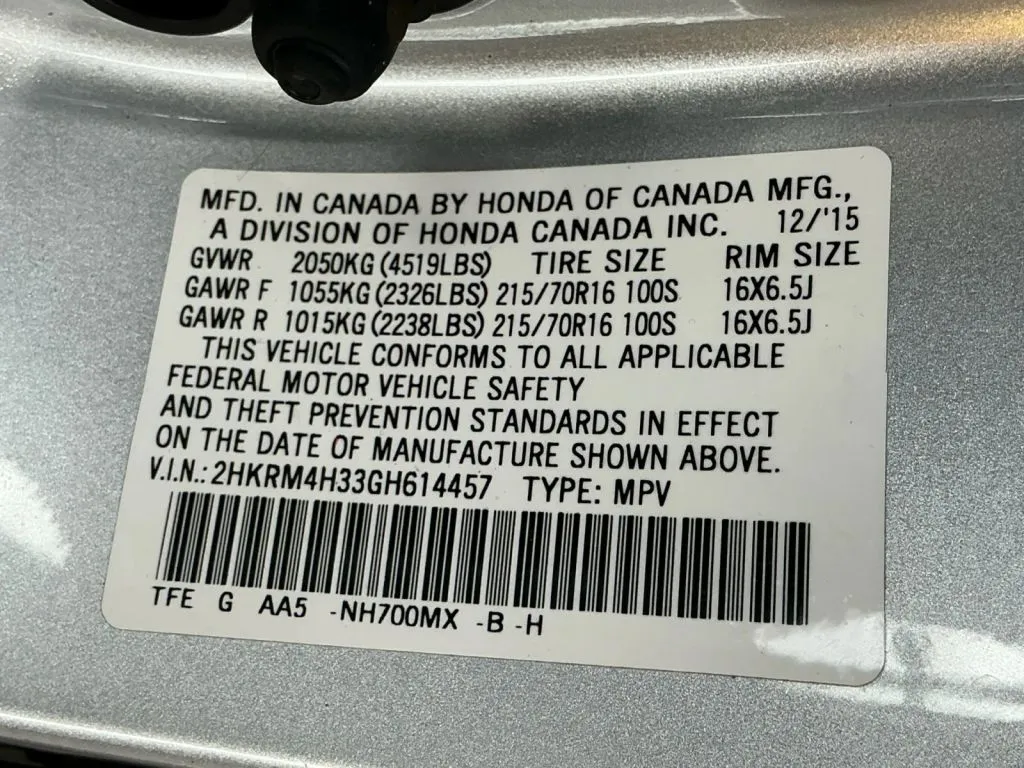 MFD. IN CANADA BY HONDA OF CANADA MFG.,
A DIVISION OF HONDA CANADA INC. 12/'15
GVWR 2050KG (4519LBS) TIRE SIZE RIM SIZE
GAWR F 1055KG (2326LBS) 215/70R16 100S 16X6.5J
GAWR R 1015KG (2238LBS) 215/70R16 100S 16X6.5J
THIS VEHICLE CONFORMS TO ALL APPLICABLE
FEDERAL MOTOR VEHICLE SAFETY
AND THEFT PREVENTION STANDARDS IN EFFECT
ON THE DATE OF MANUFACTURE SHOWN ABOVE.
V.I.N.: 2HKRM4H33GH614457 TYPE: MPV
TFE G AA5 -NH700MX -B -H